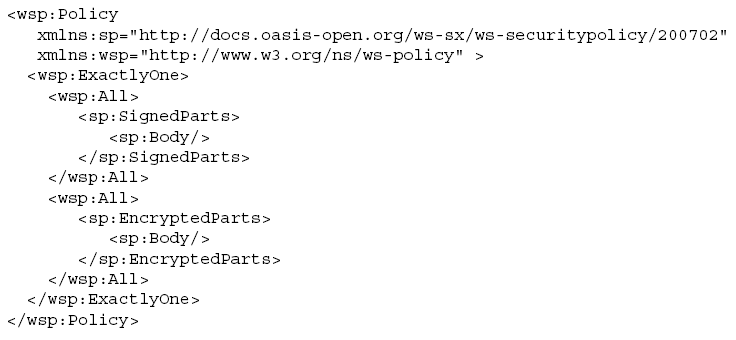 <wsp:Policy
xmlns:sp="http://docs.oasis-open.org/ws-sx/ws-securitypolicy/200702"
xmlns:wsp="http://www.w3.org/ns/ws-policy" >
<wsp:ExactlyOne>
<wsp:All>
<sp:SignedParts>
<sp:Body/>
</sp:SignedParts>
</wsp:All>
<wsp:All>
<sp:EncryptedParts>
<sp:Body/>
</sp:EncryptedParts>
</wsp:All>
</wsp:ExactlyOne>
</wsp:Policy>